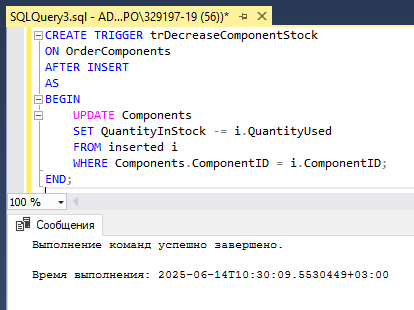 SQLQuery3.sql - AD...PO\329197-19 (56))*
CREATE TRIGGER trDecreaseComponentStock
ON OrderComponents
AFTER INSERT
AS
BEGIN
UPDATE Components
SET QuantityInStock -= i.QuantityUsed
FROM inserted i
WHERE Components.ComponentID = i.ComponentID;
END;
100 %
Сообщения
Выполнение команд успешно завершено.
Время выполнения: 2025-06-14T10:30:09.5530449+03:00